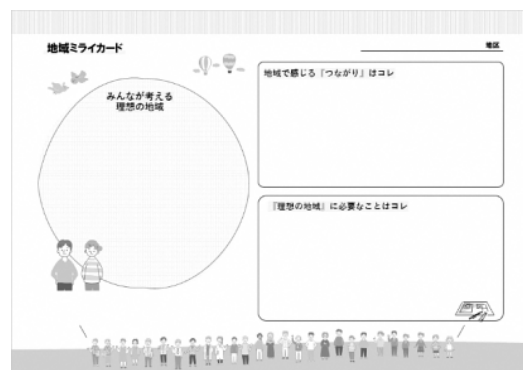 地域ミライカード
地区
みんなが考える
理想の地域
地域で感じる『つながり』はコレ
『理想の地域』に必要なことはコレ